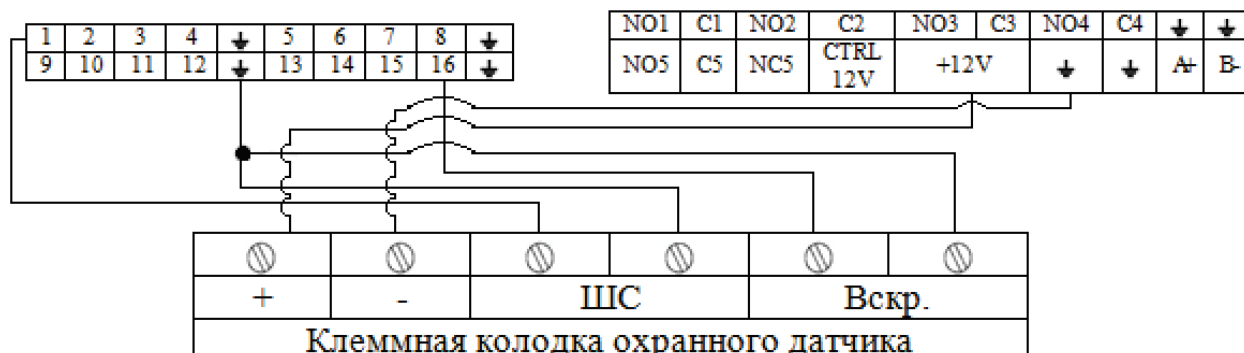 1 2 3 4 5 6 7 8
9 10 11 12 13 14 15 16
NO1 C1 NO2 C2 NO3 C3 NO4 C4
NO5 C5 NC5 CTRL 12V +12V A+ B-
+ - ШС Вскр.
Клеммная колодка охранного датчика